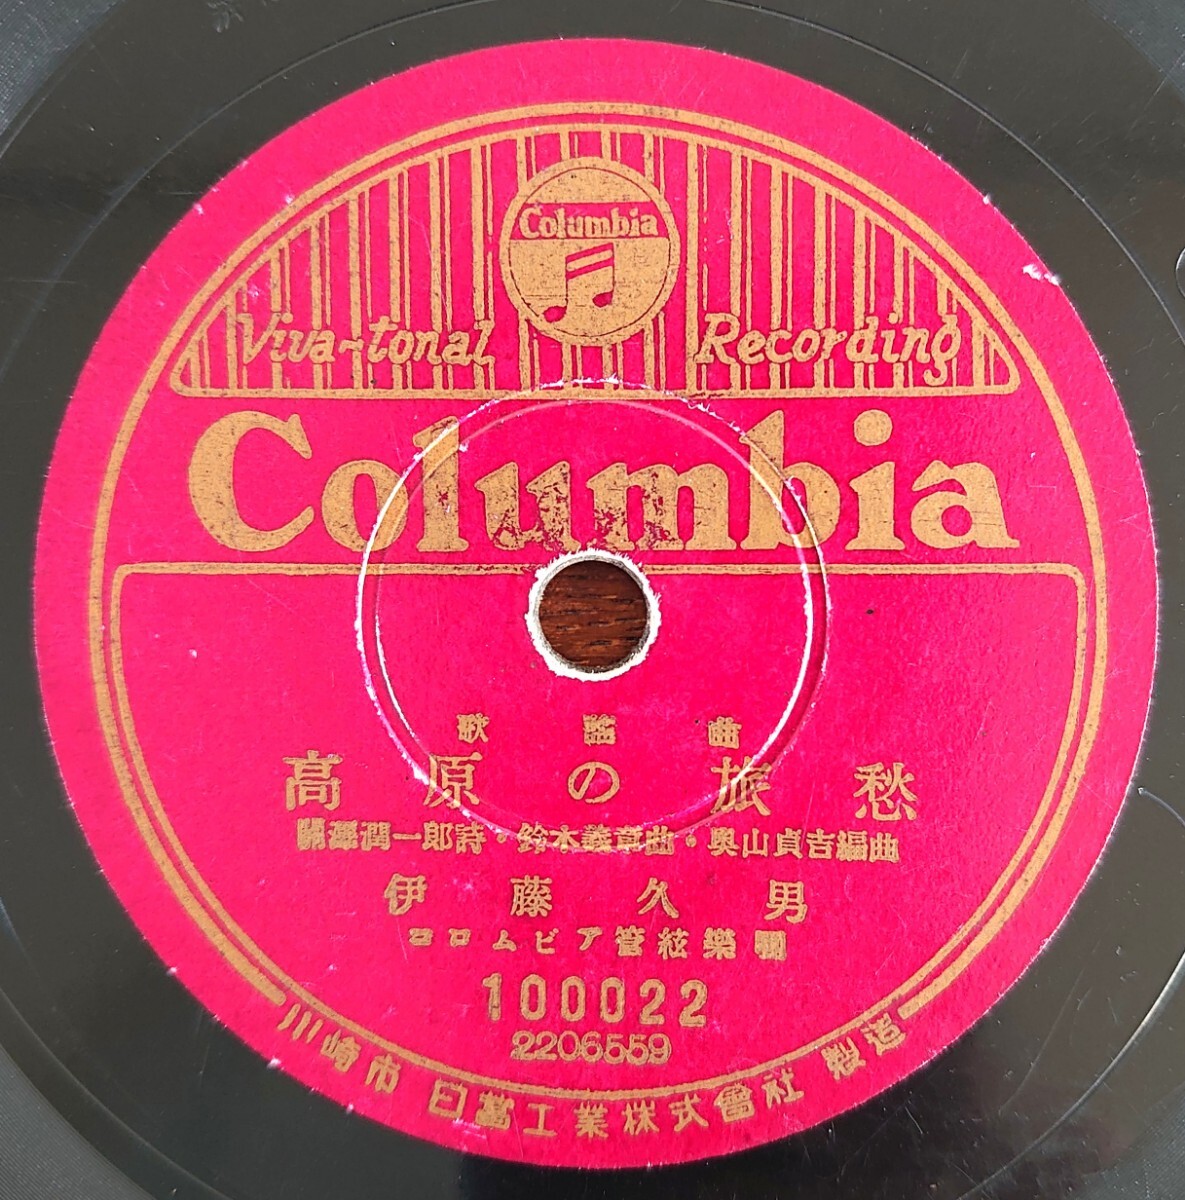 Columbia
Viva-tonal Recording
Columbia
歌謡曲
高原の旅愁
關澤潤一郎詩・鈴木義章曲・奥山貞吉編曲
伊藤久男
コロムビア管絃樂團
100022
2206559
川崎市 日蓄工業株式會社 製造